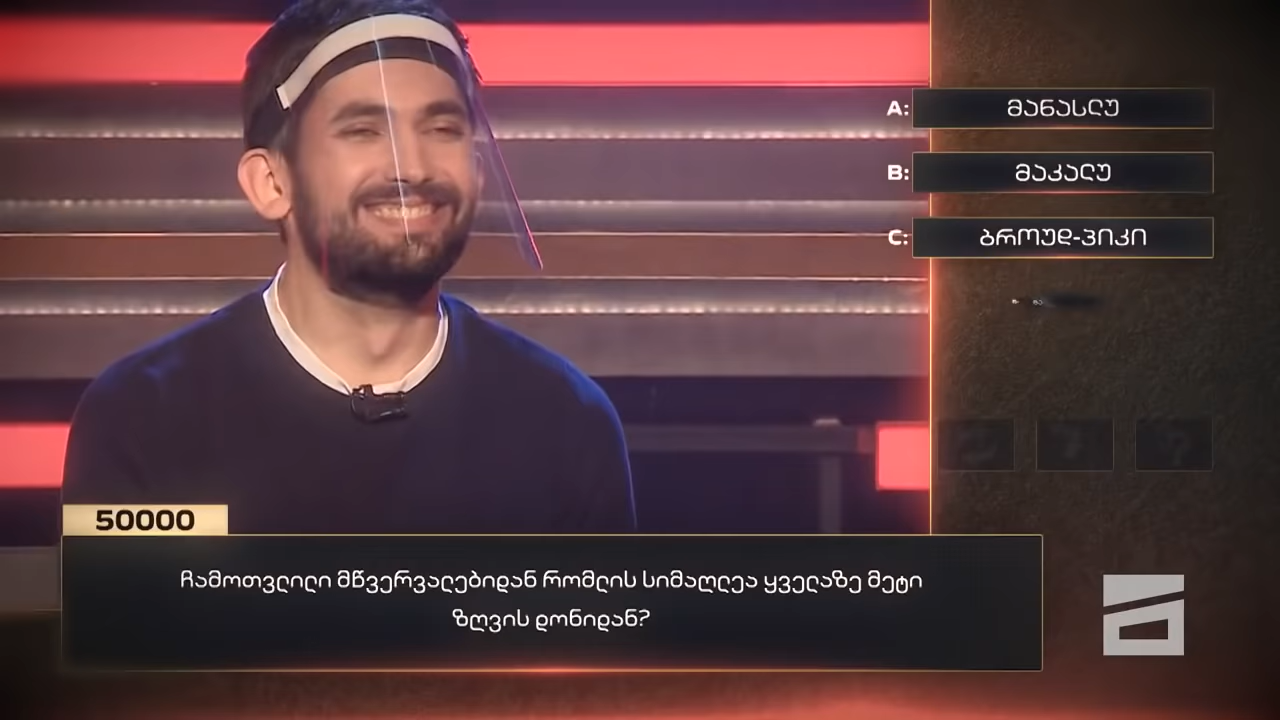 A: მანასლუ
B: მაკალუ
C: ბროუდ-პიკი
50000
ჩამოთვლილი მწვერვალებიდან რომლის სიმაღლეა ყველაზე მეტი
ზღვის დონიდან?